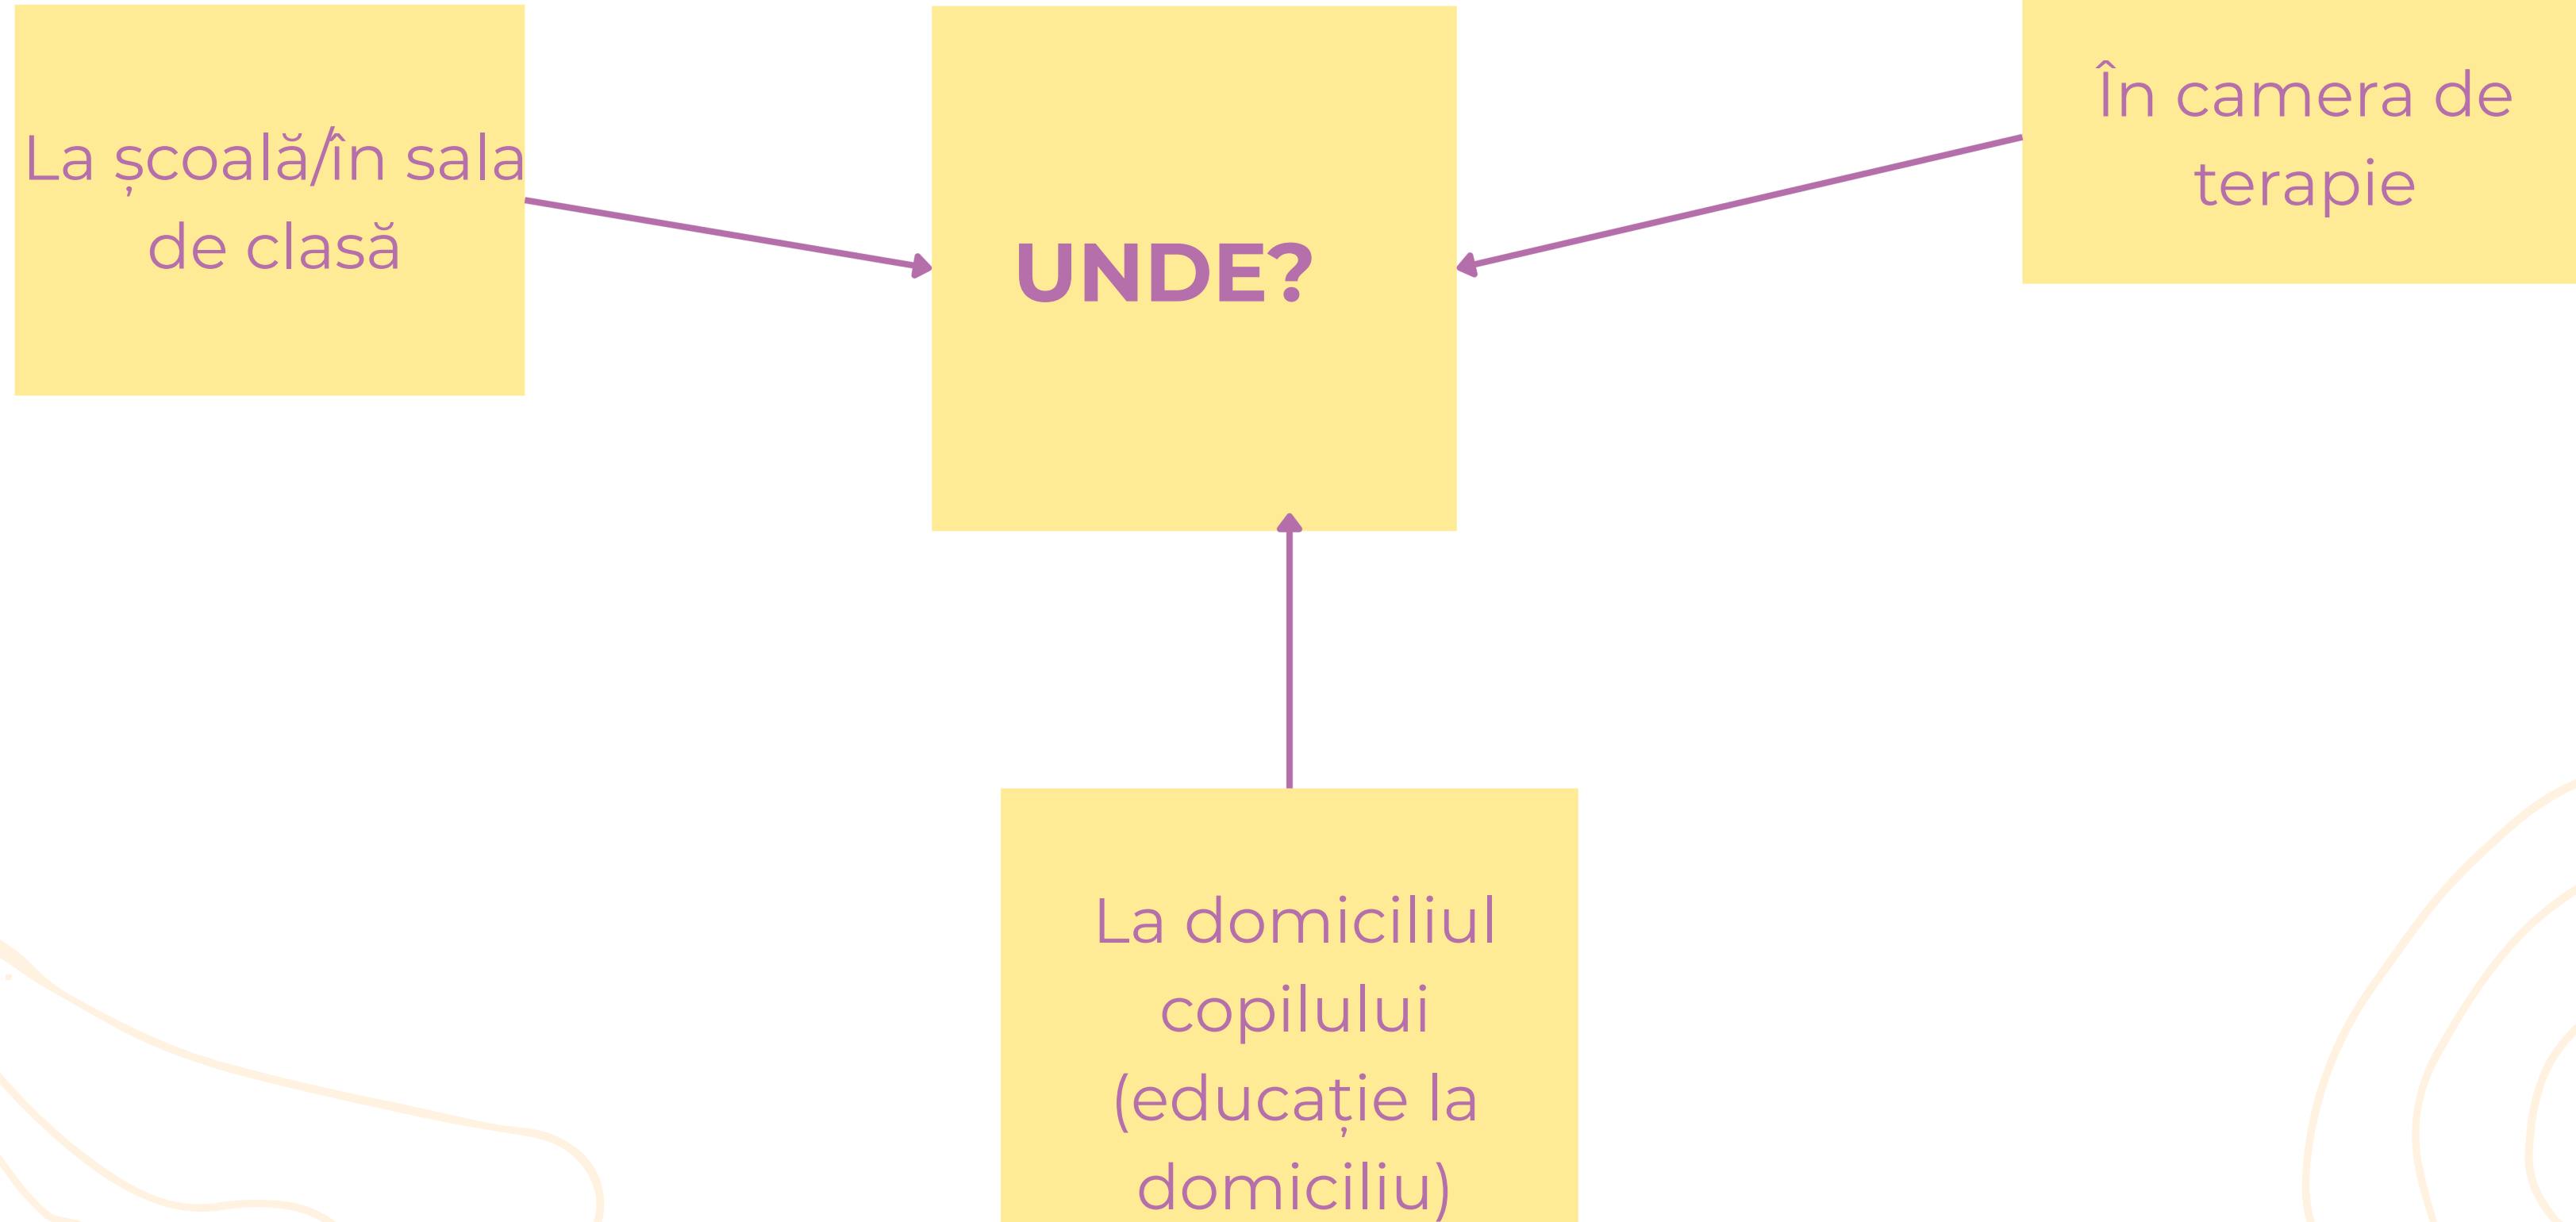 La școală/în sala
de clasă
UNDE?
În camera de
terapie
La domiciliul
copilului
(educație la
domiciliu)